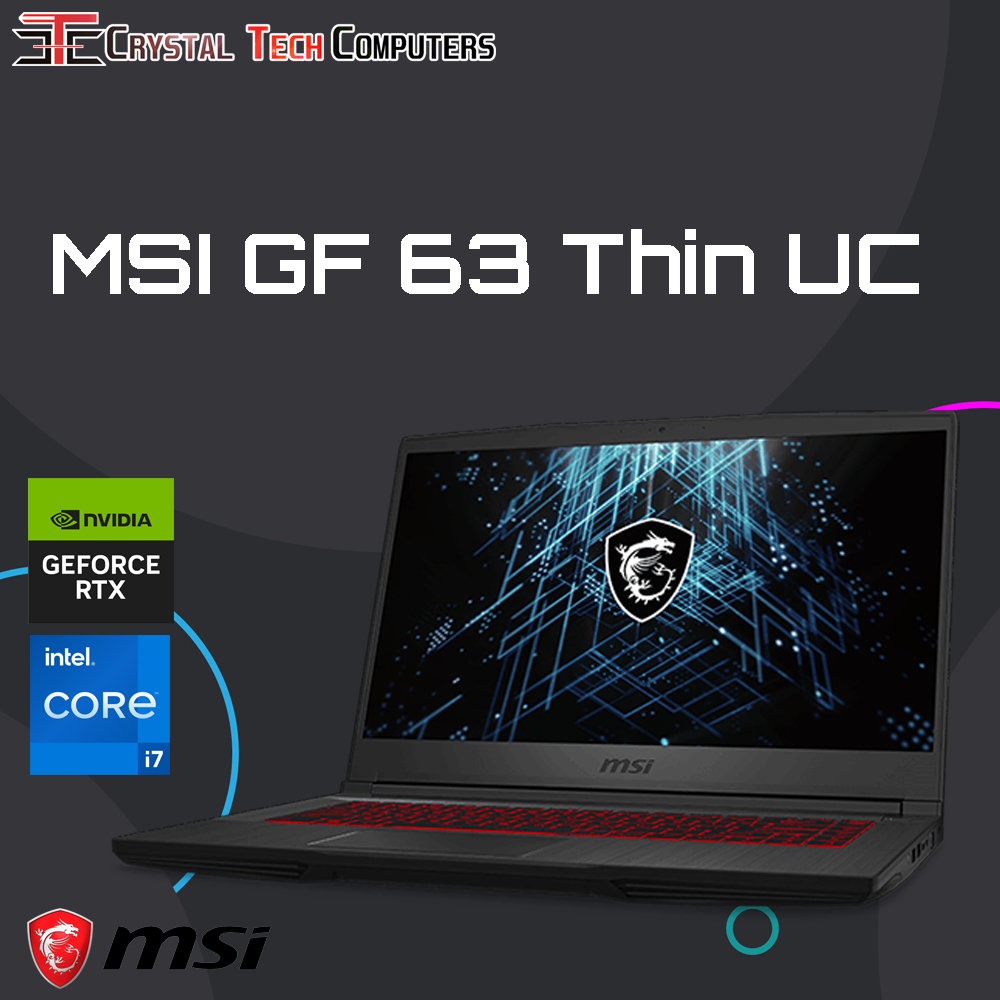 CRYSTAL TECH COMPUTERS
MSI GF 63 Thin UC
NVIDIA
GEFORCE
RTX
intel.
CORE
i7
msi
msi